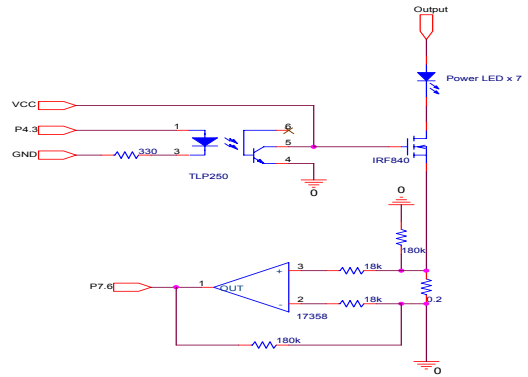 Output
Power LED x 7
VCC
P4.3
GND
330
1
3
TLP250
6
5
4
0
IRF840
0
180k
P7.6
1
OUT
+
3
18k
-
2
18k
17358
0.2
180k
0